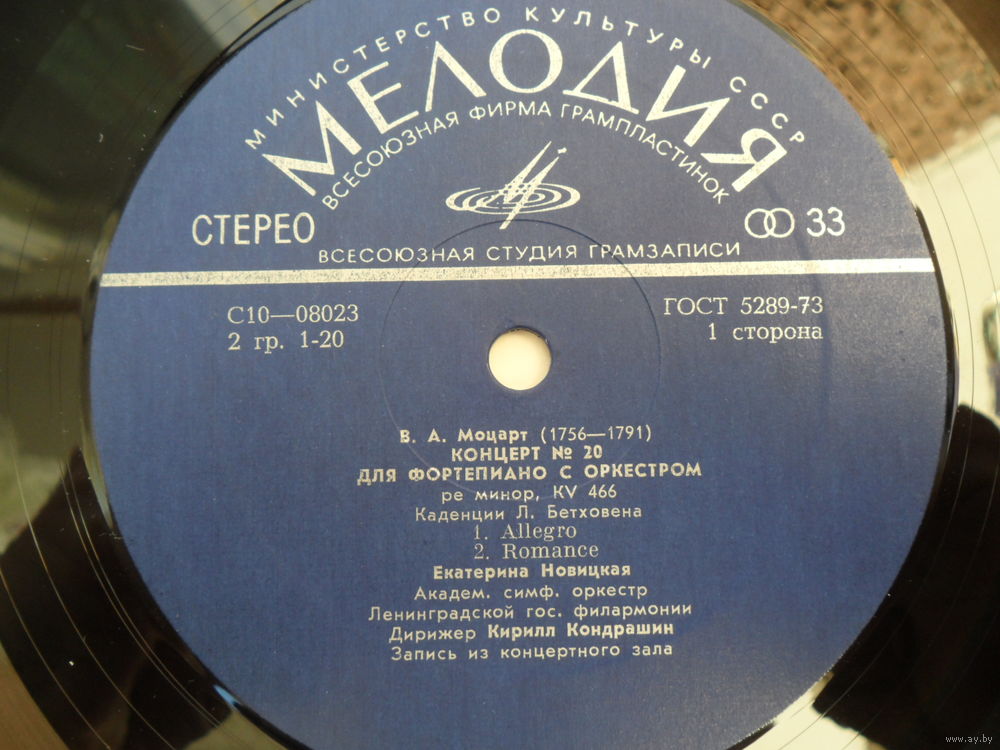 МИНИСТЕРСТВО КУЛЬТУРЫ СССР
МЕЛОДИЯ
ВСЕСОЮЗНАЯ ФИРМА ГРАМПЛАСТИНОК
СТЕРЕО
33
ВСЕСОЮЗНАЯ СТУДИЯ ГРАМЗАПИСИ
С10—08023
ГОСТ 5289-73
2 гр. 1-20
1 сторона
В. А. Моцарт (1756—1791)
КОНЦЕРТ № 20
ДЛЯ ФОРТЕПИАНО С ОРКЕСТРОМ
ре минор, KV 466
Каденции Л. Бетховена
1. Allegro
2. Romance
Екатерина Новицкая
Академ. симф. оркестр
Ленинградской гос. филармонии
Дирижер Кирилл Кондрашин
Запись из концертного зала
www.ay.by